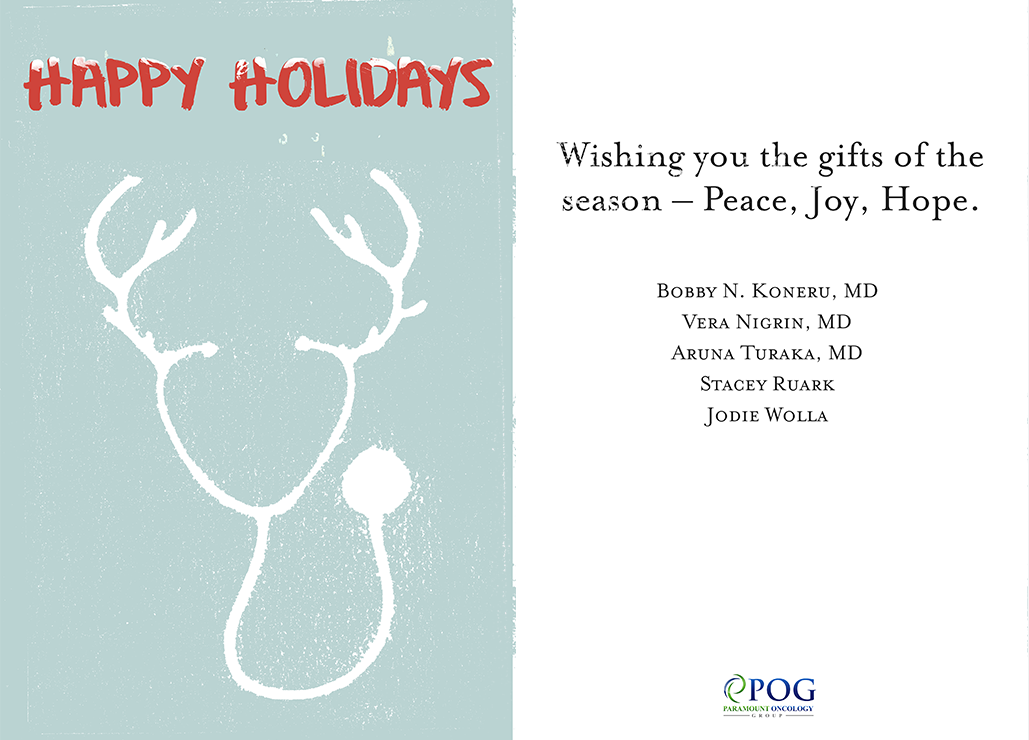 HAPPY HOLIDAYS
Wishing you the gifts of the
season – Peace, Joy, Hope.
Bobby N. Koneru, MD
Vera Nigrin, MD
Aruna Turaka, MD
Stacey Ruark
Jodie Wolla
POG
PARAMOUNT ONCOLOGY
GROUP